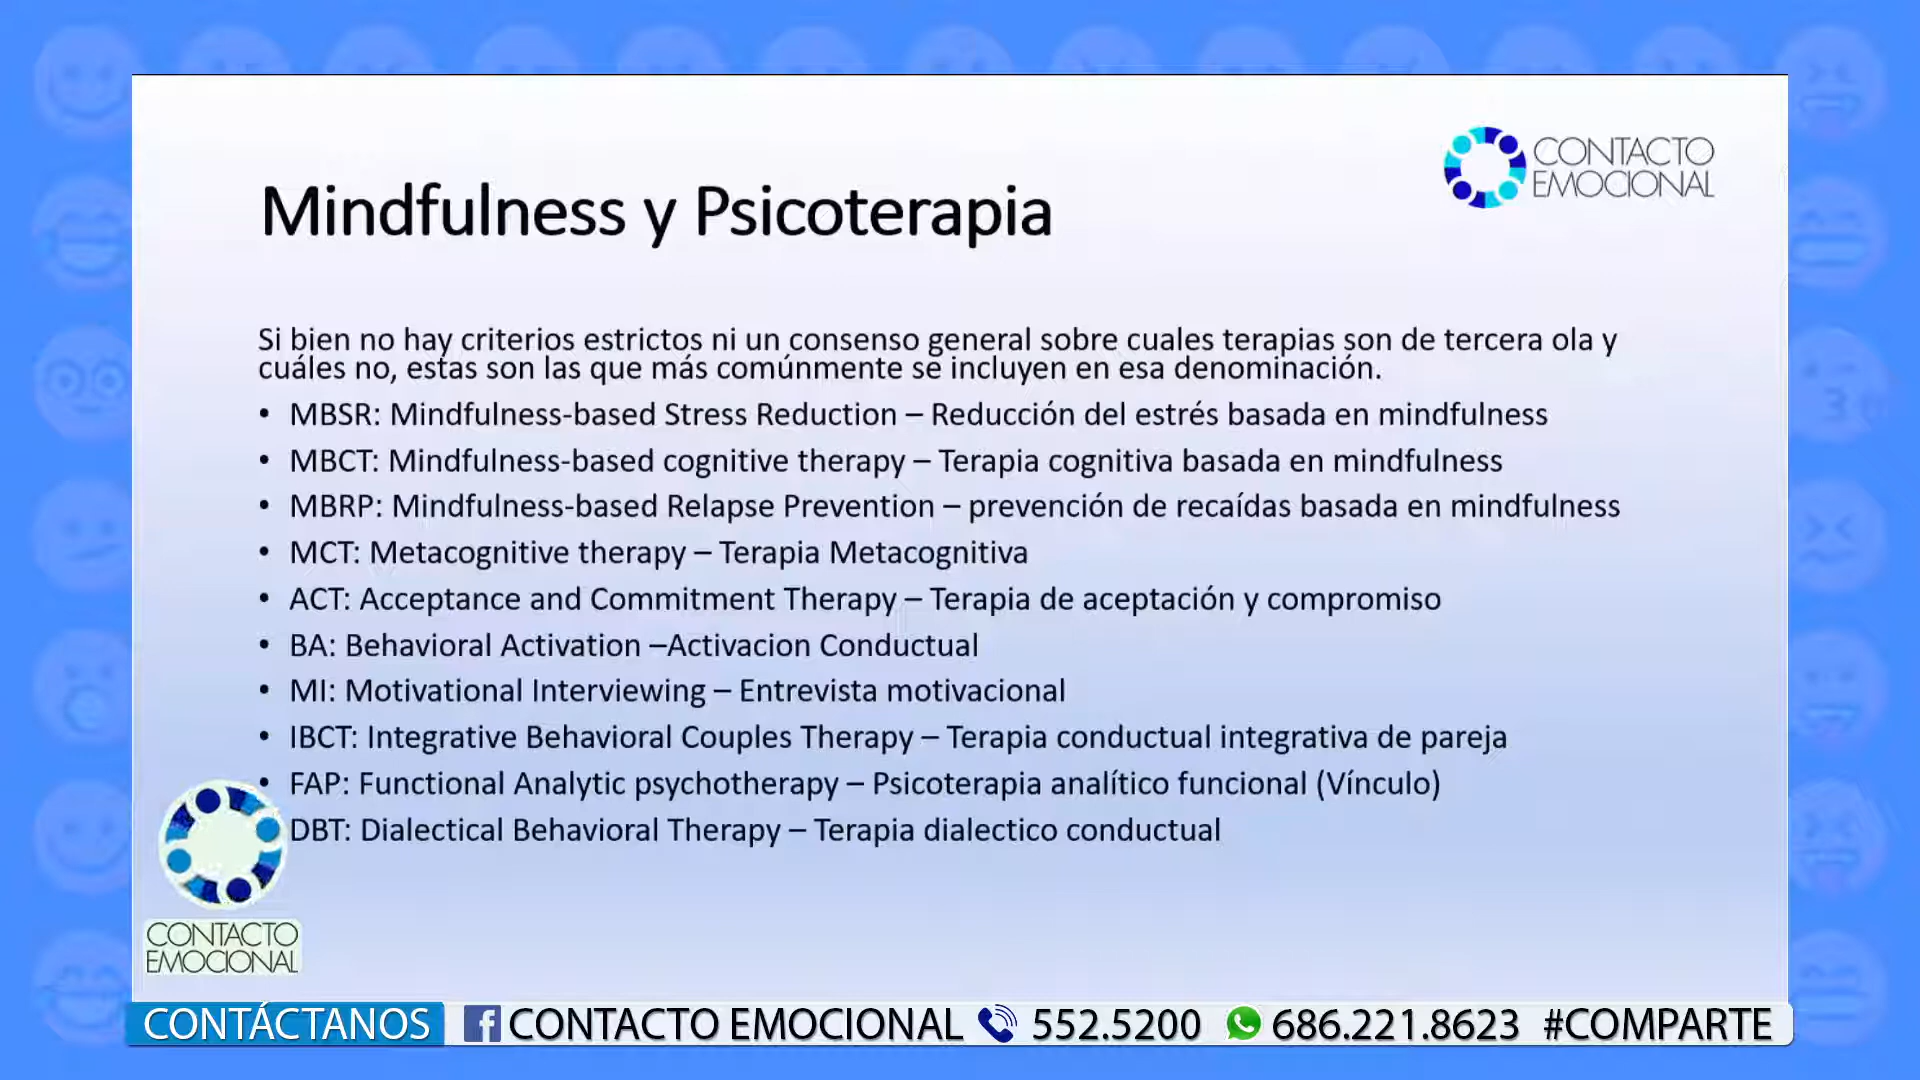 CONTACTO
EMOCIONAL
Mindfulness y Psicoterapia
Si bien no hay criterios estrictos ni un consenso general sobre cuales terapias son de tercera ola y
cuáles no, estas son las que más comúnmente se incluyen en esa denominación.
• MBSR: Mindfulness-based Stress Reduction – Reducción del estrés basada en mindfulness
• MBCT: Mindfulness-based cognitive therapy – Terapia cognitiva basada en mindfulness
• MBRP: Mindfulness-based Relapse Prevention – prevención de recaídas basada en mindfulness
• MCT: Metacognitive therapy – Terapia Metacognitiva
• ACT: Acceptance and Commitment Therapy – Terapia de aceptación y compromiso
• BA: Behavioral Activation –Activacion Conductual
• MI: Motivational Interviewing – Entrevista motivacional
• IBCT: Integrative Behavioral Couples Therapy – Terapia conductual integrativa de pareja
• FAP: Functional Analytic psychotherapy – Psicoterapia analítico funcional (Vínculo)
DBT: Dialectical Behavioral Therapy – Terapia dialectico conductual
CONTACTO
EMOCIONAL
CONTÁCTANOS CONTACTO EMOCIONAL 552.5200 686.221.8623 #COMPARTE